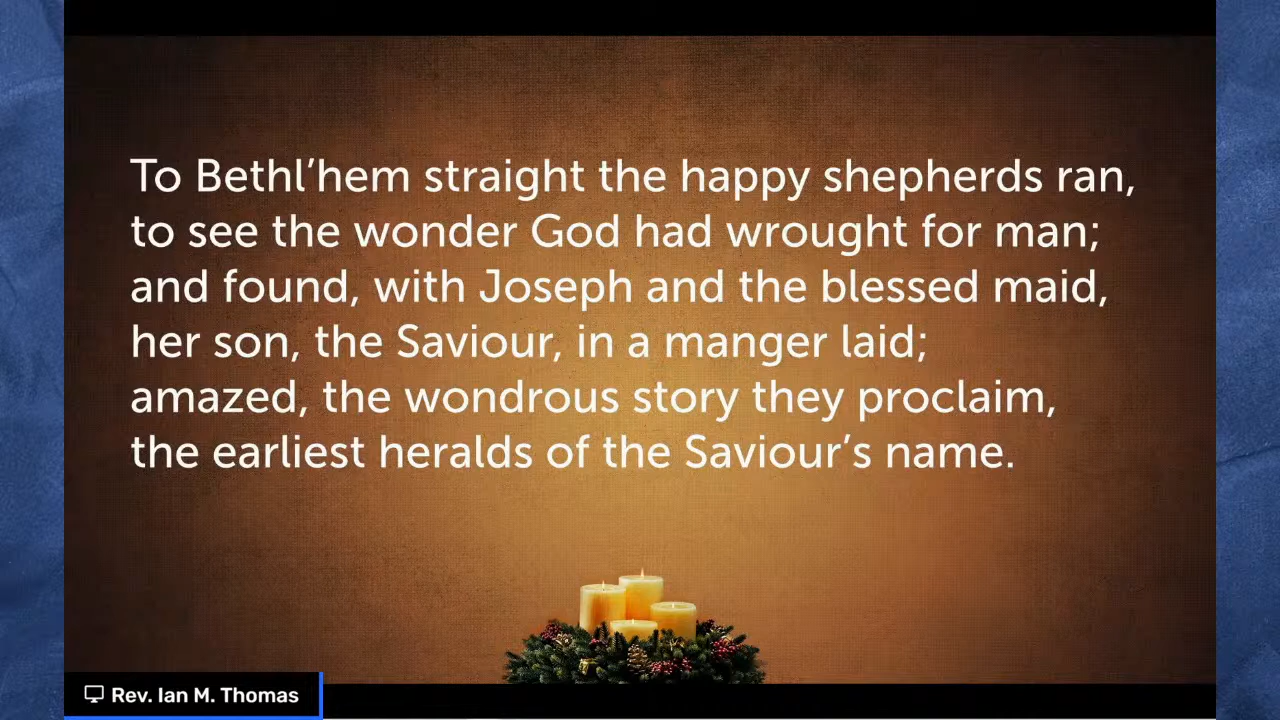 To Bethl’hem straight the happy shepherds ran,
to see the wonder God had wrought for man;
and found, with Joseph and the blessed maid,
her son, the Saviour, in a manger laid;
amazed, the wondrous story they proclaim,
the earliest heralds of the Saviour’s name.
Rev. Ian M. Thomas